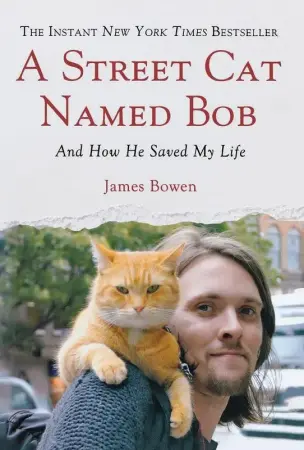 THE INSTANT NEW YORK TIMES BESTSELLER
A STREET CAT
NAMED BOB
And How He Saved My Life
James Bowen